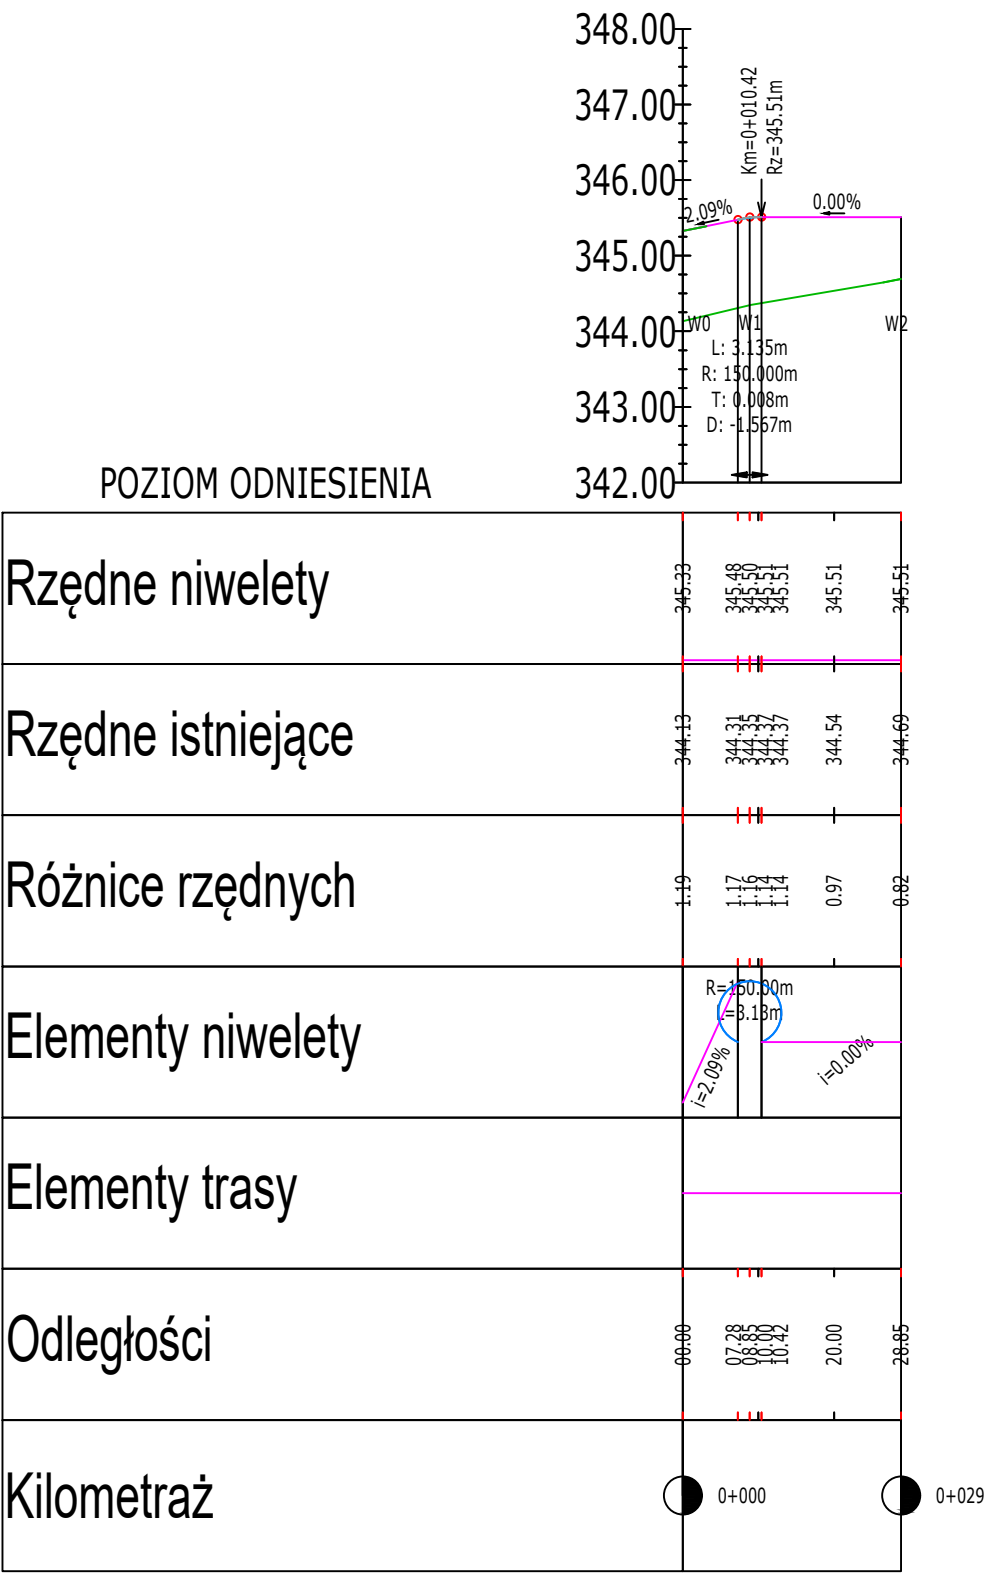 348.00
347.00
346.00
345.00
344.00
343.00
342.00
Km=0+010.42
Rz=345.51m
2.09%
0.00%
W0
W1
W2
L: 3.135m
R: 150.000m
T: 0.008m
D: -1.567m
POZIOM ODNIESIENIA
Rzędne niwelety
345.33 345.48 345.50 345.51 345.51 345.51 345.51
Rzędne istniejące
344.13 344.31 344.35 344.37 344.37 344.54 344.69
Różnice rzędnych
1.19 1.17 1.16 1.14 1.14 0.97 0.82
Elementy niwelety
R=150.00m
L=3.13m
i=2.09%
i=0.00%
Elementy trasy
Odległości
00.00 07.28 08.85 10.00 10.42 20.00 28.85
Kilometraż
0+000
0+029